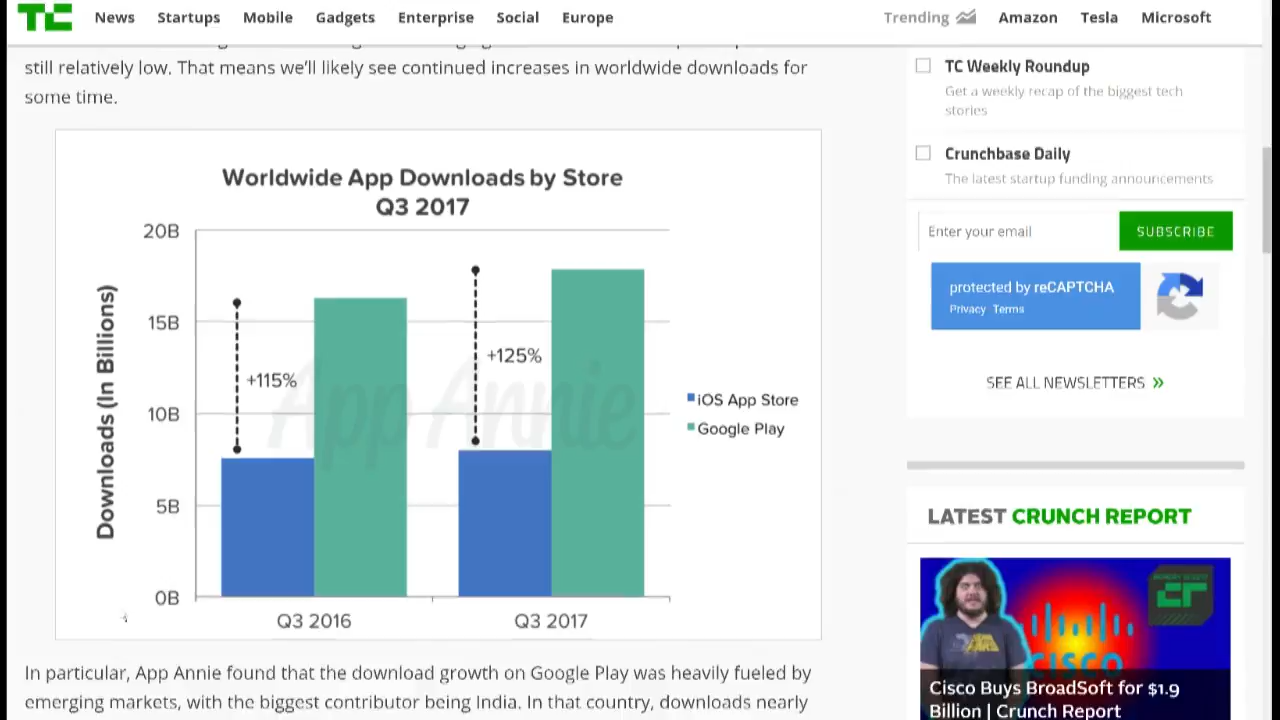 TC News Startups Mobile Gadgets Enterprise Social Europe Trending Amazon Tesla Microsoft
still relatively low. That means we'll likely see continued increases in worldwide downloads for
some time.
Worldwide App Downloads by Store
Q3 2017
Downloads (In Billions)
20B
15B
10B
5B
0B
+115%
+125%
App Annie
iOS App Store
Google Play
Q3 2016
Q3 2017
In particular, App Annie found that the download growth on Google Play was heavily fueled by
emerging markets, with the biggest contributor being India. In that country, downloads nearly
TC Weekly Roundup
Get a weekly recap of the biggest tech
stories
Crunchbase Daily
The latest startup funding announcements
Enter your email
SUBSCRIBE
protected by reCAPTCHA
Privacy Terms
SEE ALL NEWSLETTERS »
LATEST CRUNCH REPORT
CISCO
Cisco Buys BroadSoft for $1.9
Billion | Crunch Report